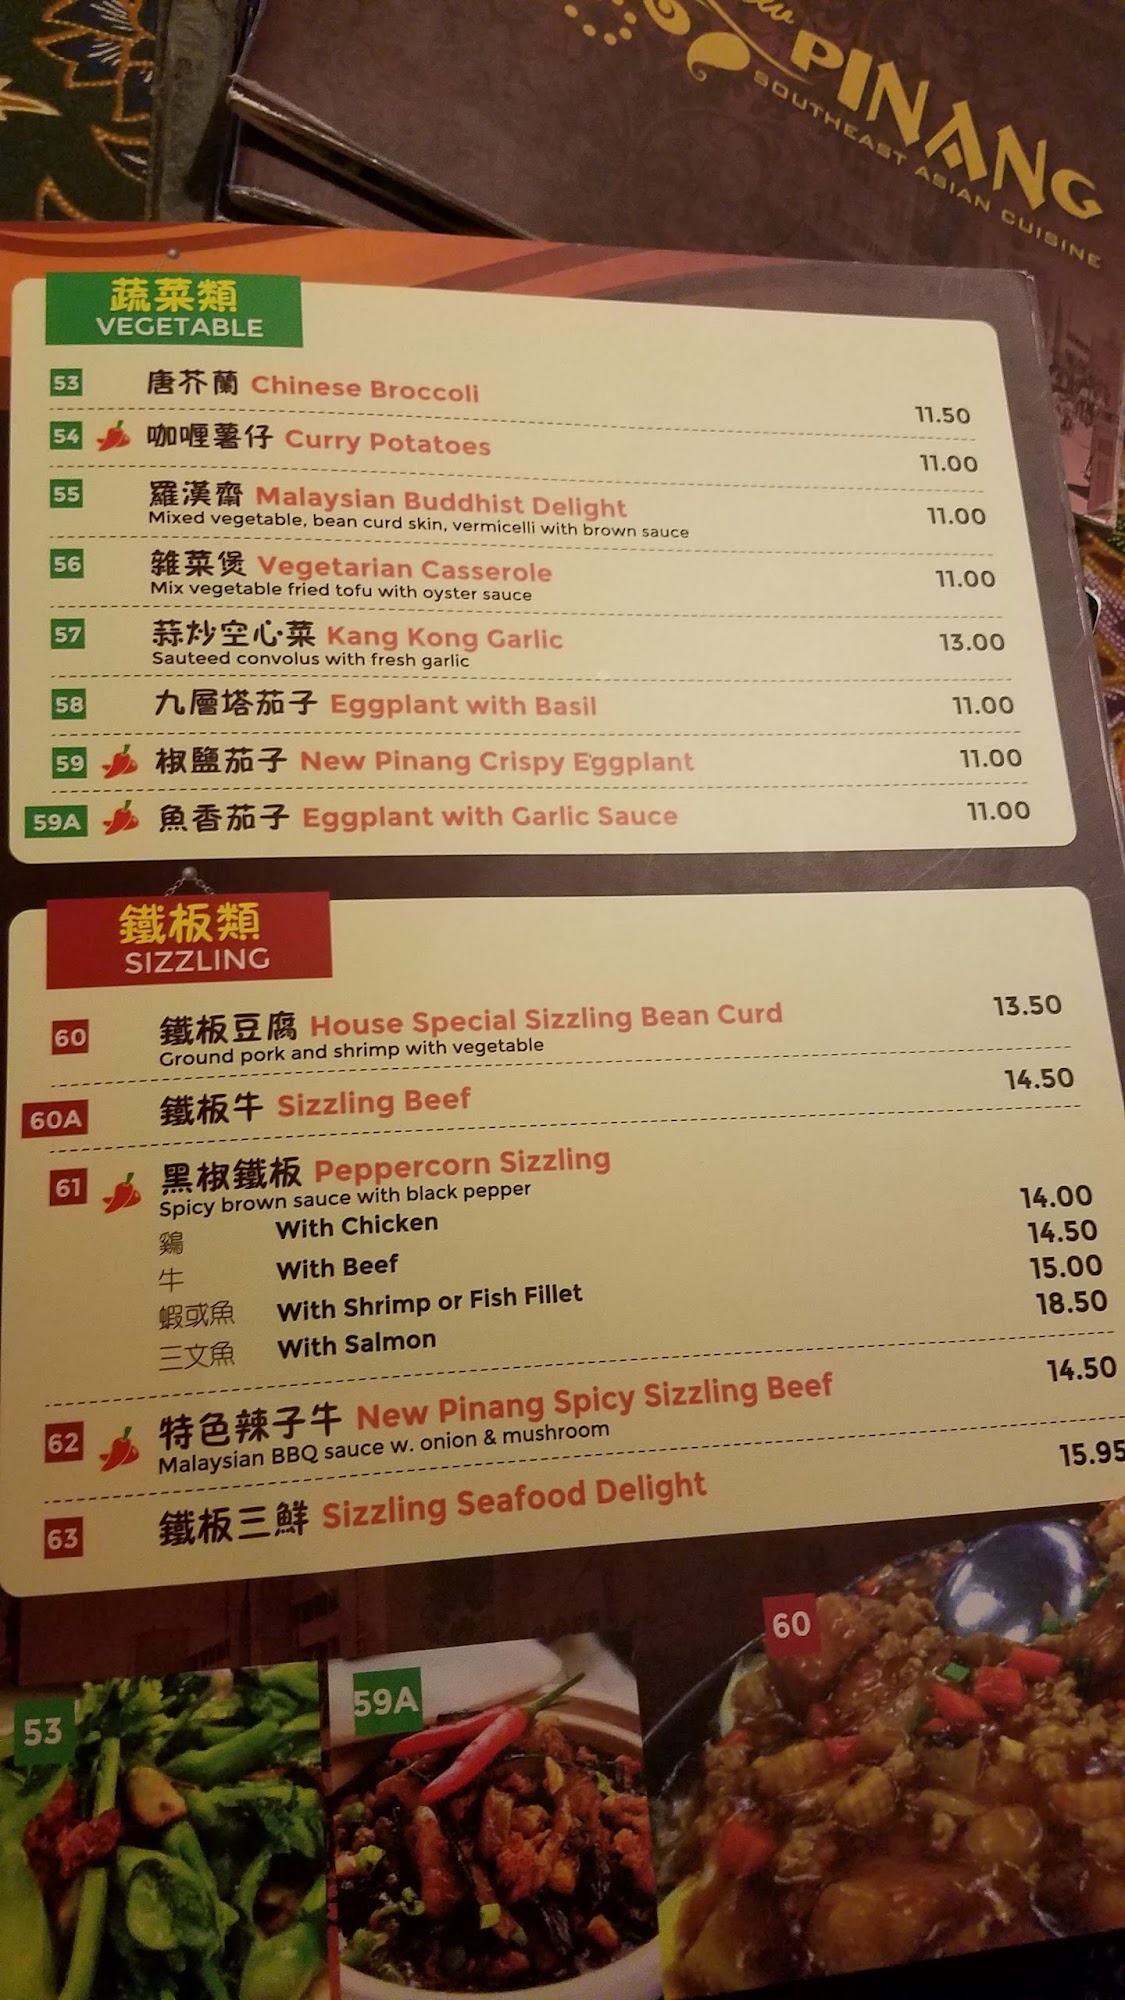 PINANG
SOUTHEAST ASIAN CUISINE
蔬菜類
VEGETABLE
53 唐芥蘭 Chinese Broccoli 11.50
54 咖喱薯仔 Curry Potatoes 11.00
55 羅漢齋 Malaysian Buddhist Delight 11.00
Mixed vegetable, bean curd skin, vermicelli with brown sauce
56 雜菜煲 Vegetarian Casserole 11.00
Mix vegetable fried tofu with oyster sauce
57 蒜炒空心菜 Kang Kong Garlic 13.00
Sauteed convolus with fresh garlic
58 九層塔茄子 Eggplant with Basil 11.00
59 椒鹽茄子 New Pinang Crispy Eggplant 11.00
59A 魚香茄子 Eggplant with Garlic Sauce 11.00
鐵板類
SIZZLING
60 鐵板豆腐 House Special Sizzling Bean Curd 13.50
Ground pork and shrimp with vegetable
60A 鐵板牛 Sizzling Beef 14.50
61 黑椒鐵板 Peppercorn Sizzling
Spicy brown sauce with black pepper
鷄 With Chicken 14.00
牛 With Beef 14.50
蝦或魚 With Shrimp or Fish Fillet 15.00
三文魚 With Salmon 18.50
62 特色辣子牛 New Pinang Spicy Sizzling Beef 14.50
Malaysian BBQ sauce w. onion & mushroom
63 鐵板三鮮 Sizzling Seafood Delight 15.95
53
59A
60